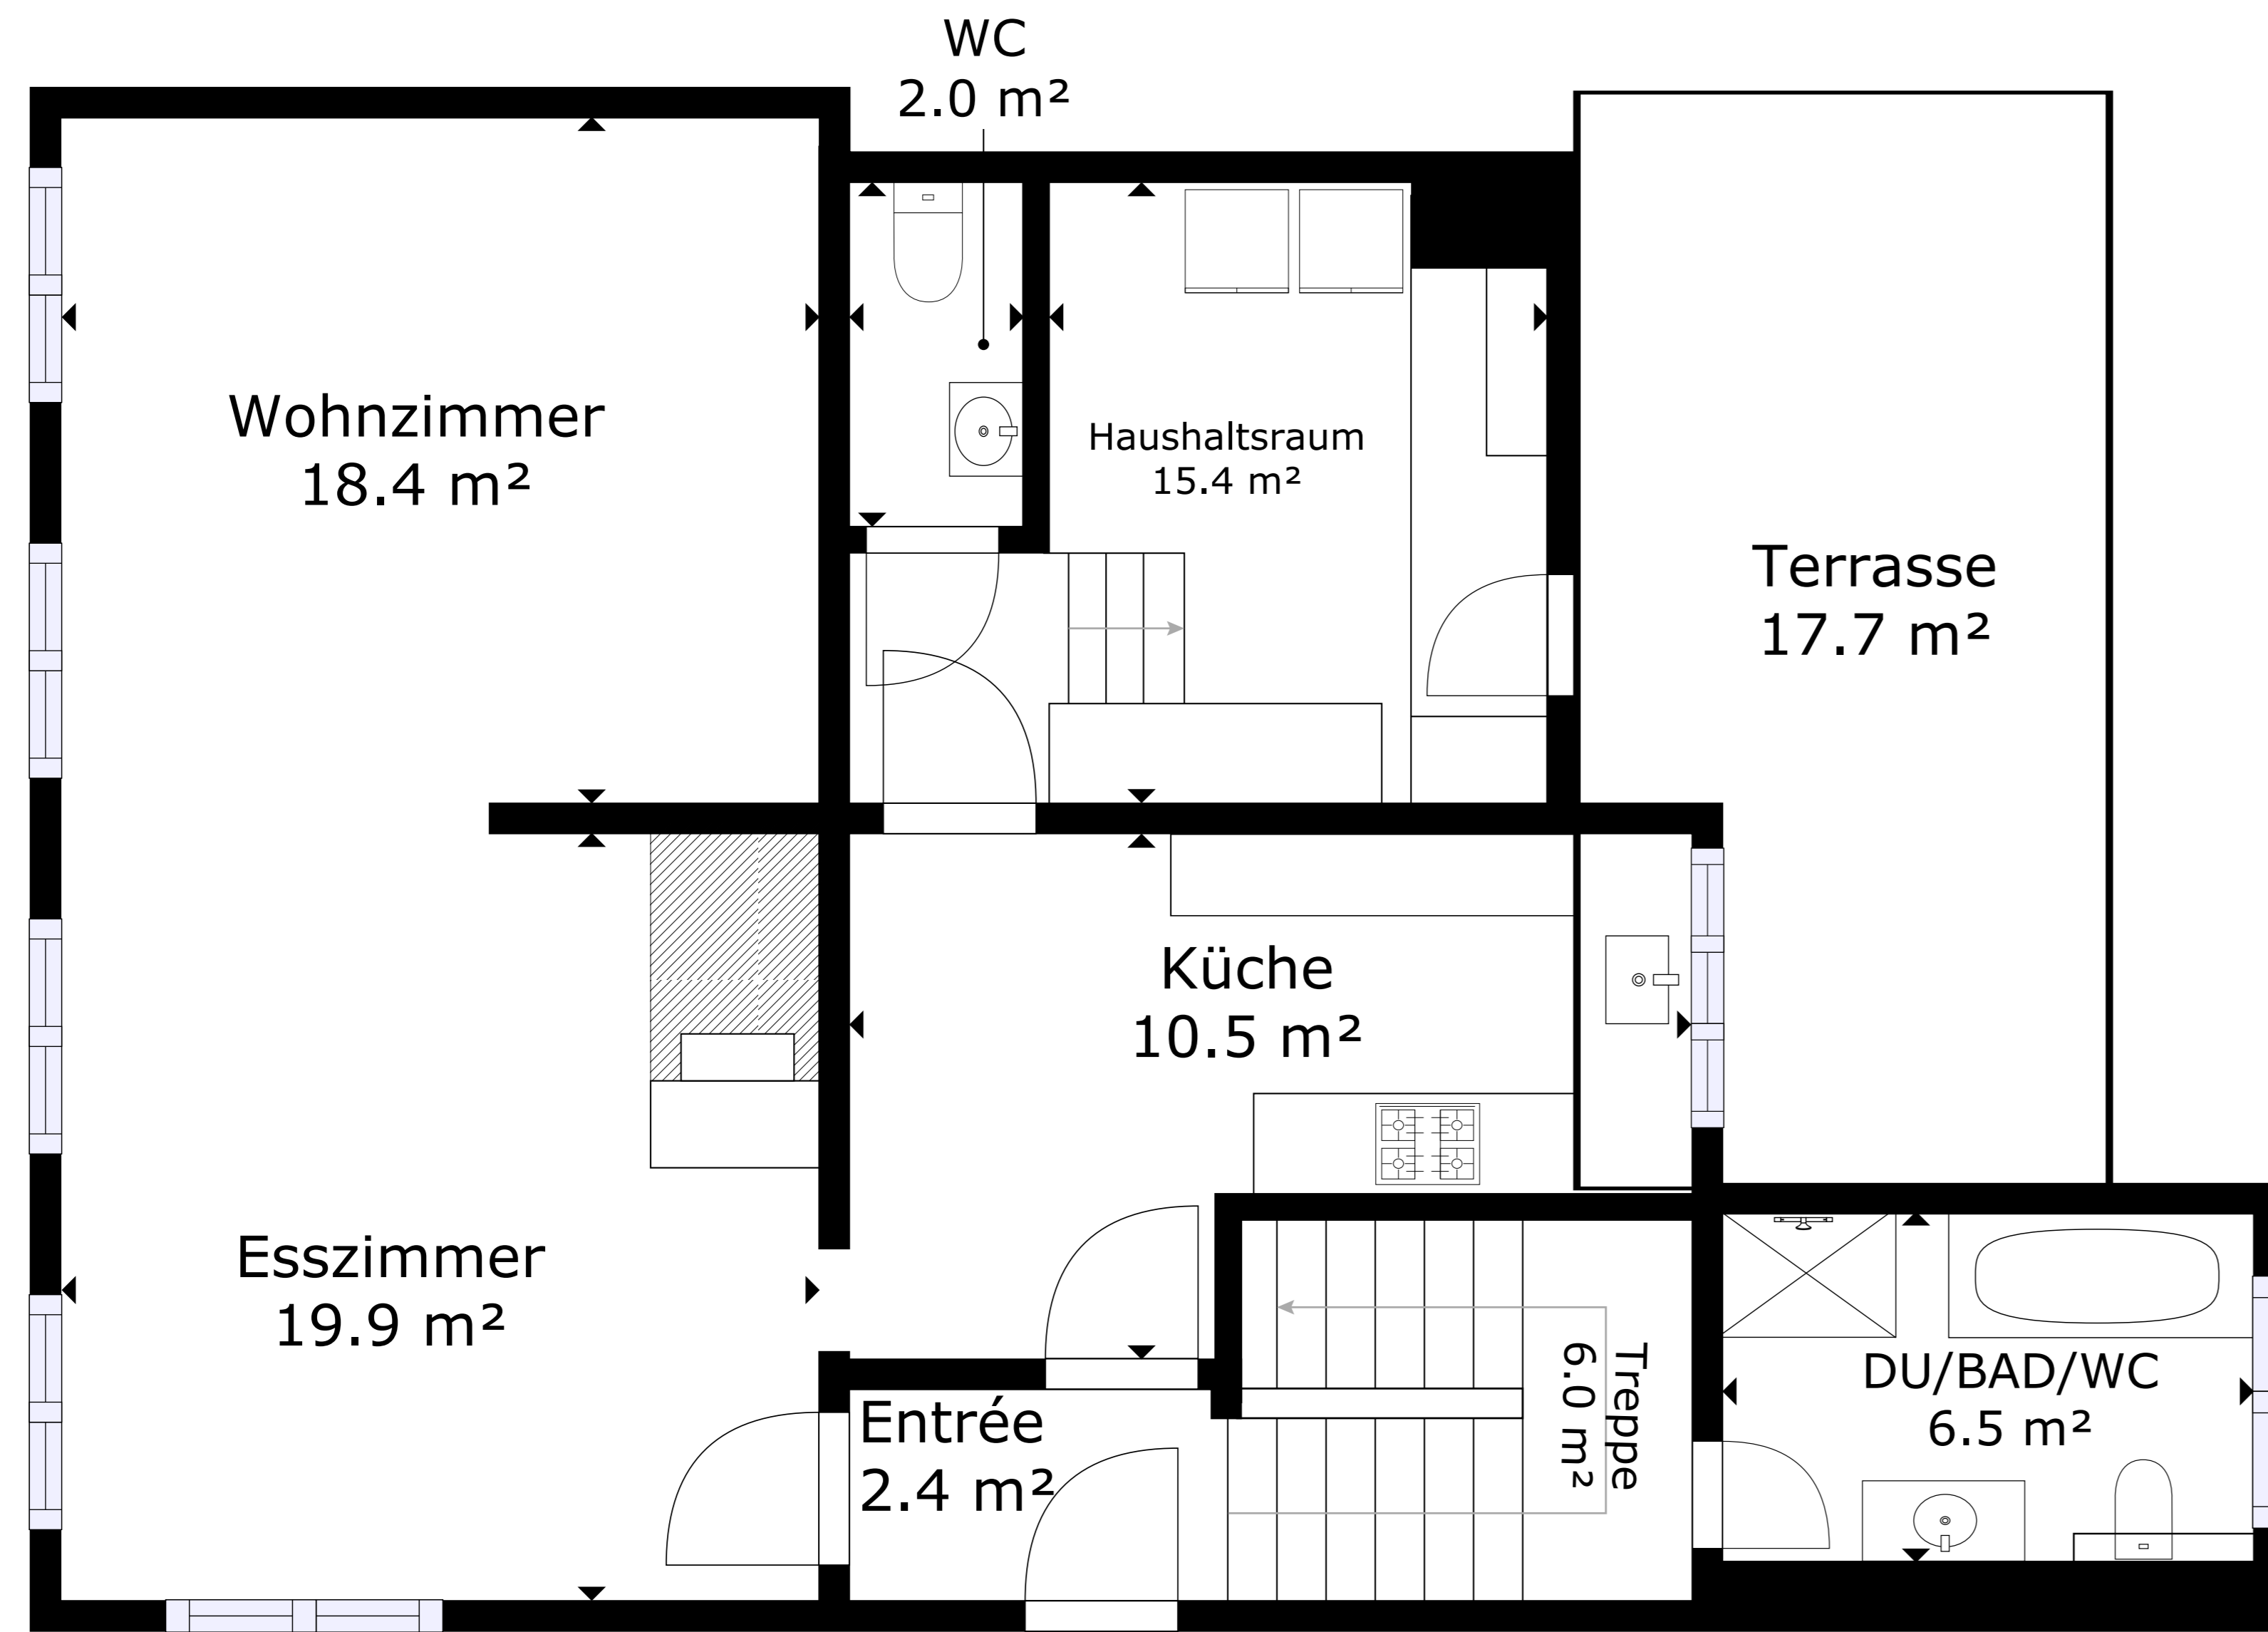 WC
2.0 m²
Wohnzimmer
18.4 m²
Haushaltsraum
15.4 m²
Terrasse
17.7 m²
Küche
10.5 m²
Esszimmer
19.9 m²
Entrée
2.4 m²
Treppe
6.0 m²
DU/BAD/WC
6.5 m²